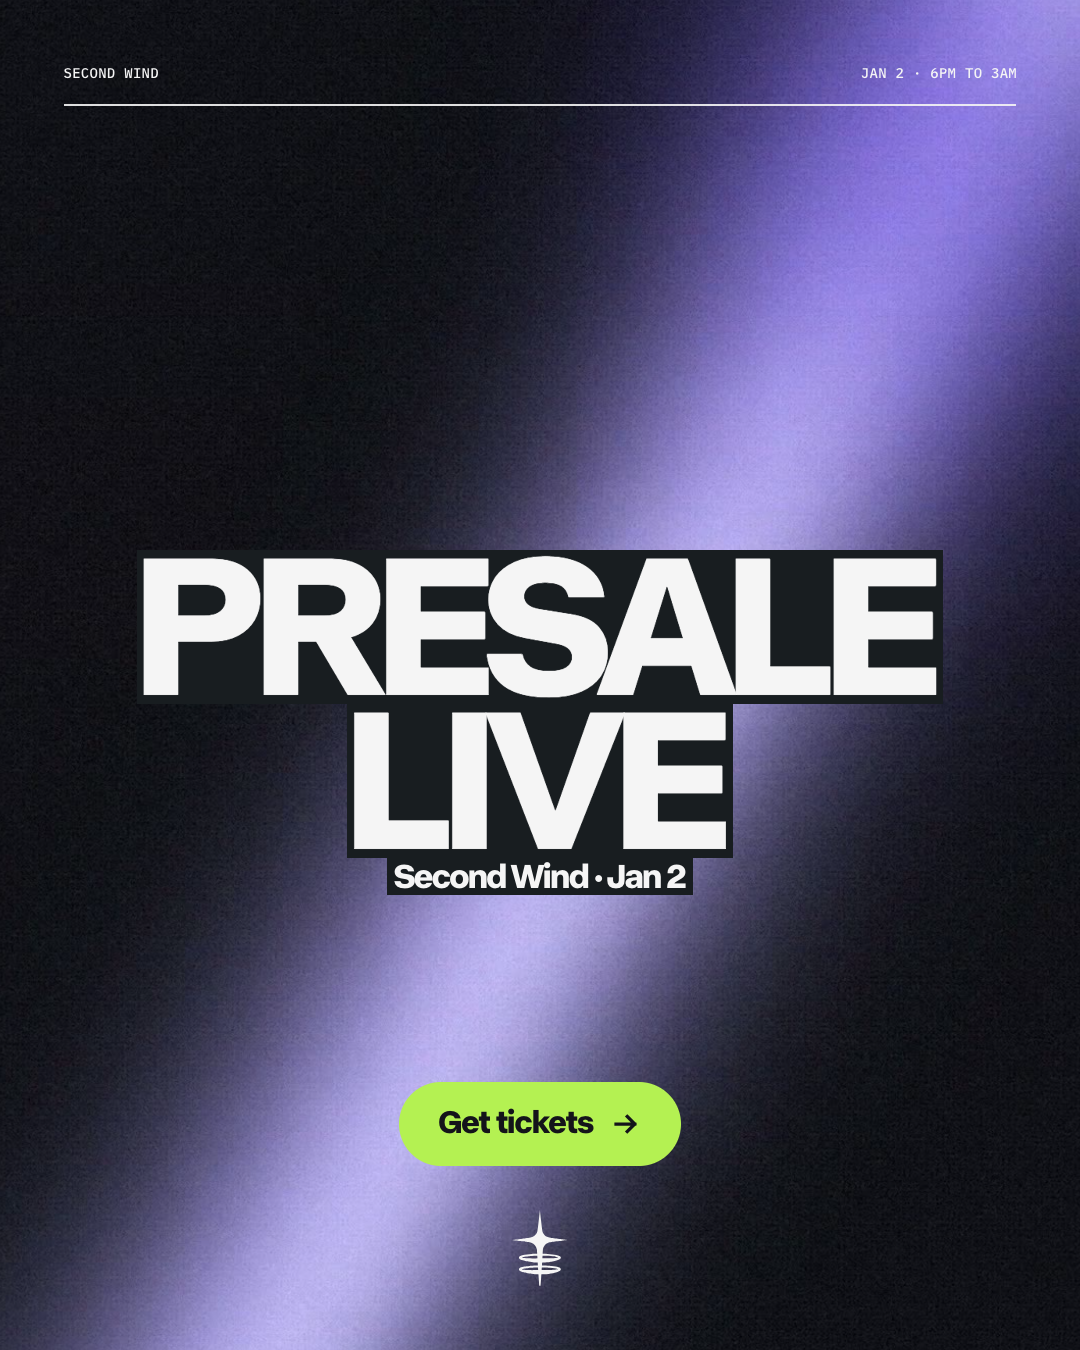 SECOND WIND
JAN 2 · 6PM TO 3AM
PRESALE
LIVE
Second Wind · Jan 2
Get tickets →